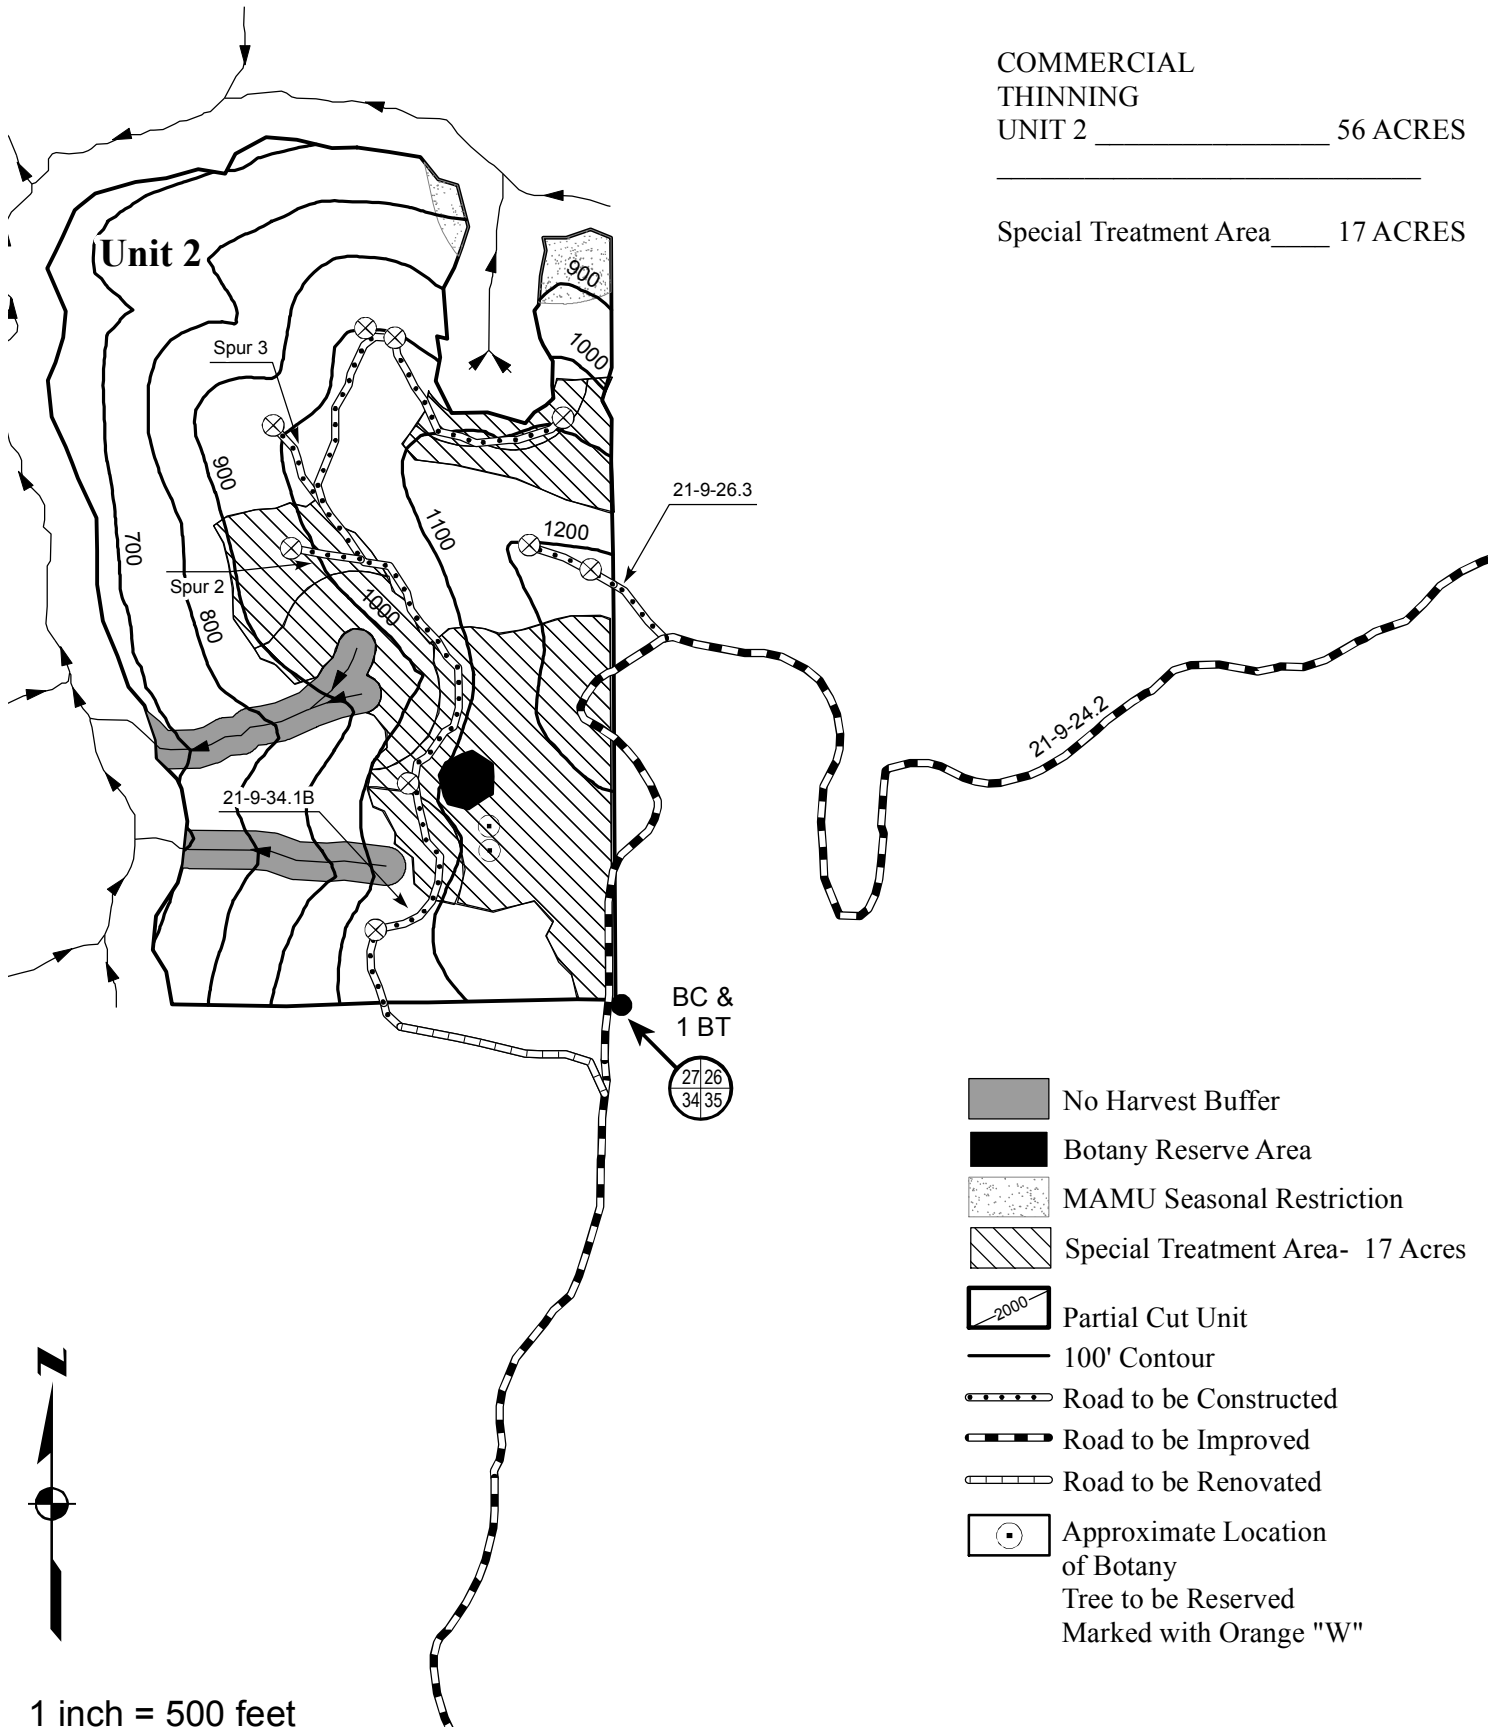 COMMERCIAL
THINNING
UNIT 2 ________________ 56 ACRES
_____________________________
Special Treatment Area____ 17 ACRES
Unit 2
900
1000
Spur 3
900
21-9-26.3
1100
1200
700
Spur 2
1000
800
21-9-24.2
21-9-34.1B
BC &
1 BT
27 26
34 35
No Harvest Buffer
Botany Reserve Area
MAMU Seasonal Restriction
Special Treatment Area- 17 Acres
2000
Partial Cut Unit
100' Contour
Road to be Constructed
Road to be Improved
Road to be Renovated
Approximate Location
of Botany
Tree to be Reserved
Marked with Orange "W"
Z
1 inch = 500 feet